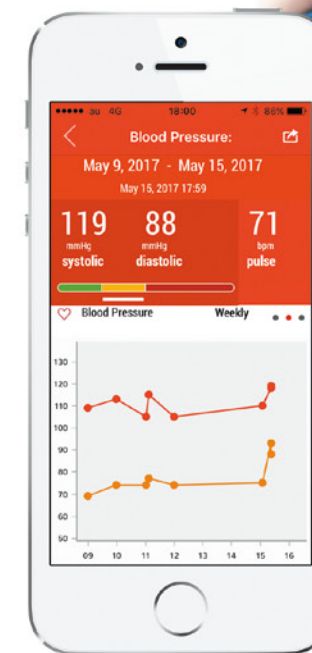 au 4G 18:00 86%
Blood Pressure:
May 9, 2017 - May 15, 2017
May 15, 2017 17:59
119 88 71
mmHg mmHg bpm
systolic diastolic pulse
Blood Pressure Weekly
130
120
110
100
90
80
70
60
50
09 10 11 12 13 14 15 16